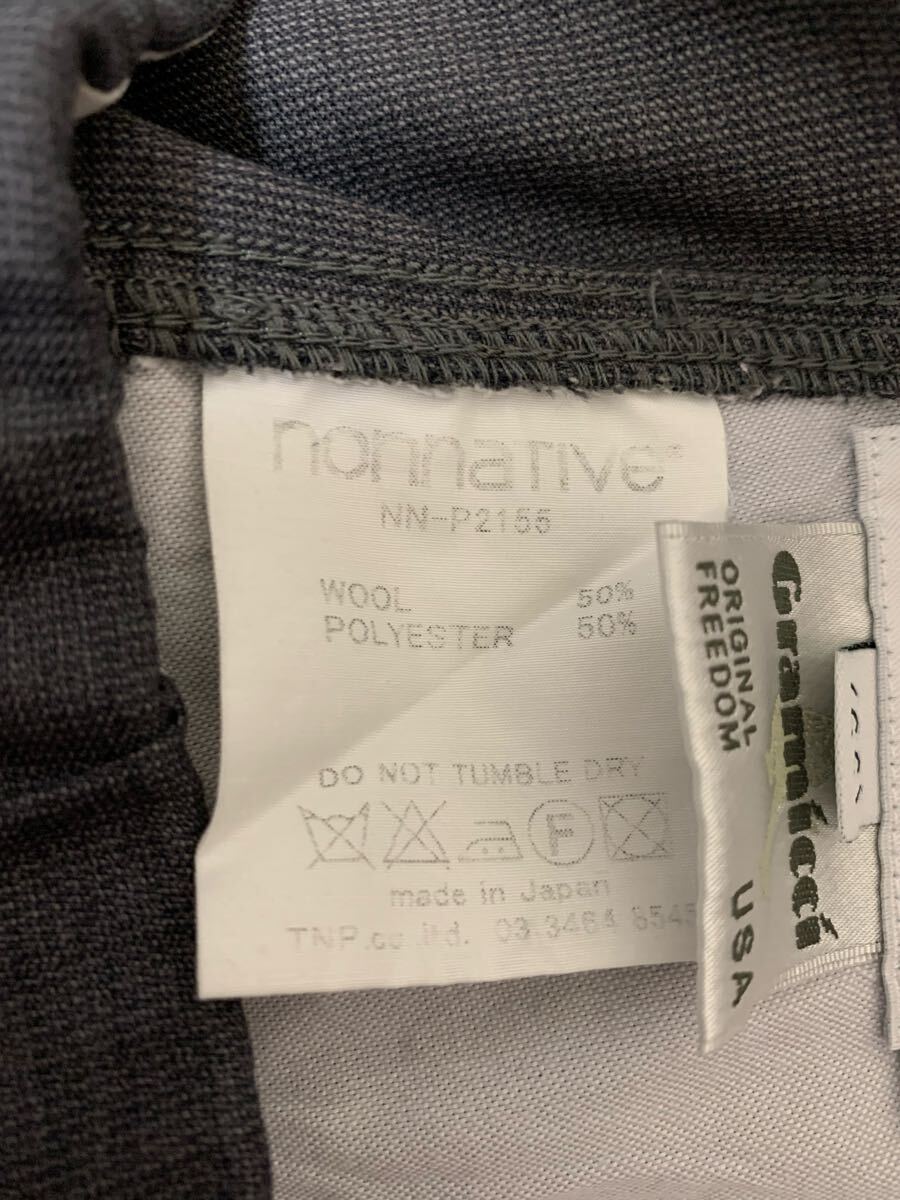 nonnative
NN-P2155
WOOL 50%
POLYESTER 50%
DO NOT TUMBLE DRY
F
made in Japan
TNP.co.,ltd. 03 3464
Gramicci
ORIGINAL
FREEDOM
USA